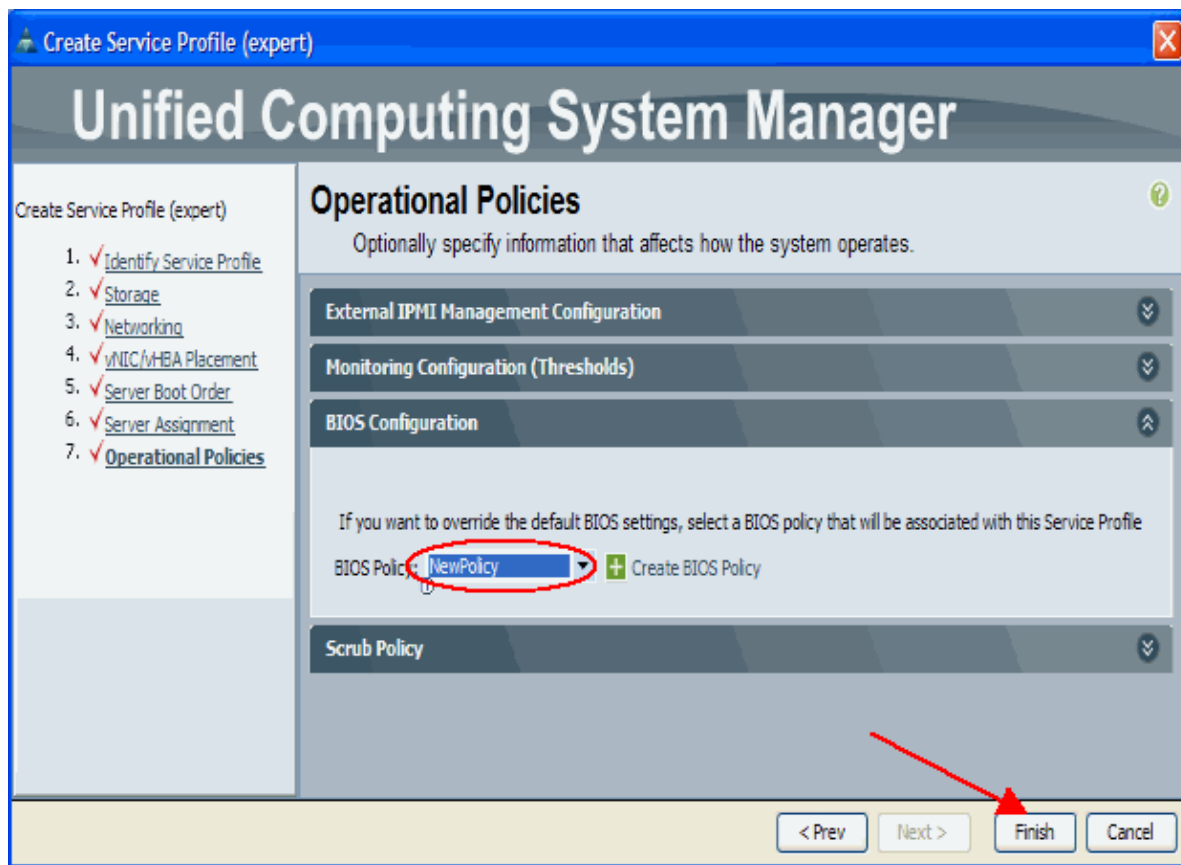 Create Service Profile (expert)
Unified Computing System Manager
Create Service Profile (expert)
1. Identify Service Profile
2. Storage
3. Networking
4. vNIC/vHBA Placement
5. Server Boot Order
6. Server Assignment
7. Operational Policies
Operational Policies
Optionally specify information that affects how the system operates.
External IPMI Management Configuration
Monitoring Configuration (Thresholds)
BIOS Configuration
If you want to override the default BIOS settings, select a BIOS policy that will be associated with this Service Profile
BIOS Policy: NewPolicy Create BIOS Policy
Scrub Policy
< Prev Next > Finish Cancel